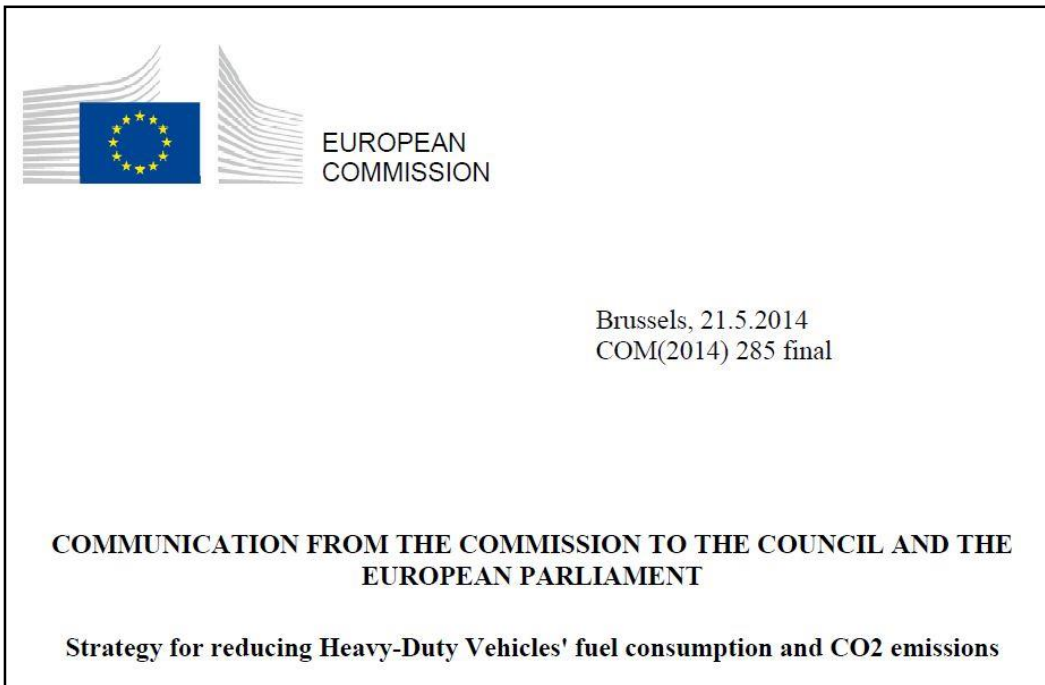 EUROPEAN
COMMISSION
Brussels, 21.5.2014
COM(2014) 285 final
COMMUNICATION FROM THE COMMISSION TO THE COUNCIL AND THE
EUROPEAN PARLIAMENT
Strategy for reducing Heavy-Duty Vehicles' fuel consumption and CO2 emissions